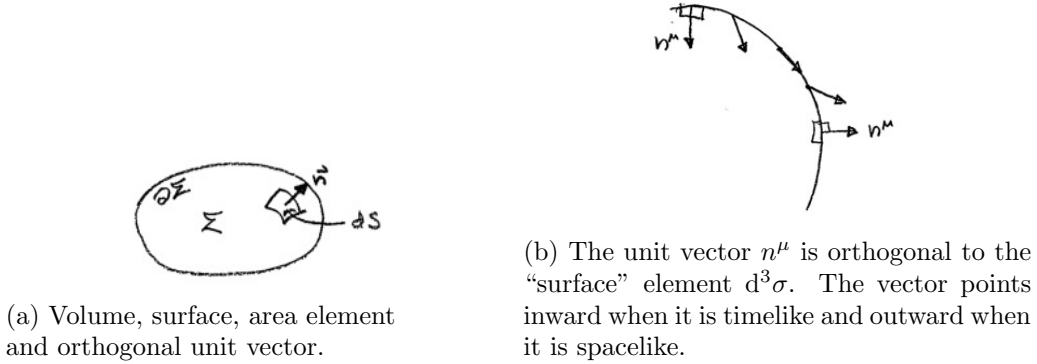 n^μ
n^μ
∂Σ
n⃗
Σ
dS
(a) Volume, surface, area element
and orthogonal unit vector.
(b) The unit vector n^μ is orthogonal to the
“surface” element d³σ. The vector points
inward when it is timelike and outward when
it is spacelike.